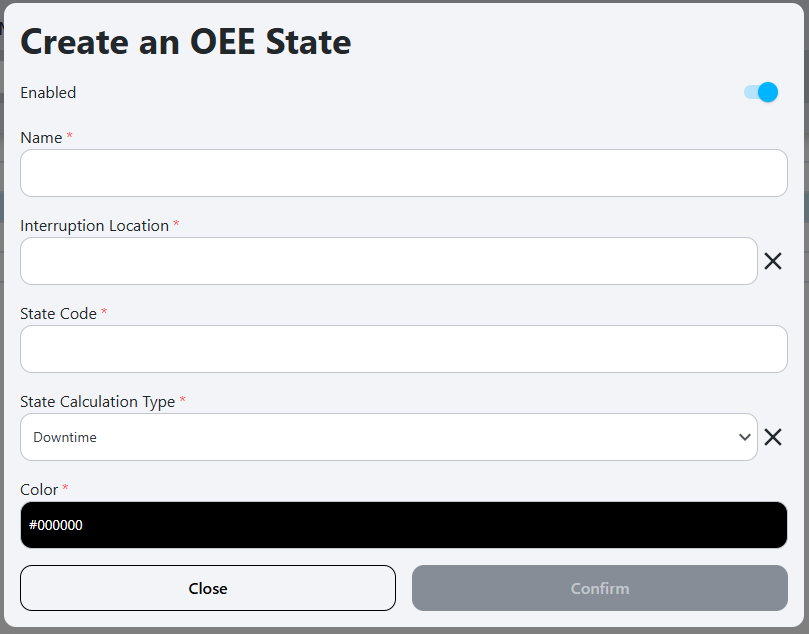 Create an OEE State
Enabled
Name *
Interruption Location *
State Code *
State Calculation Type *
Downtime
Color *
#000000
Close
Confirm